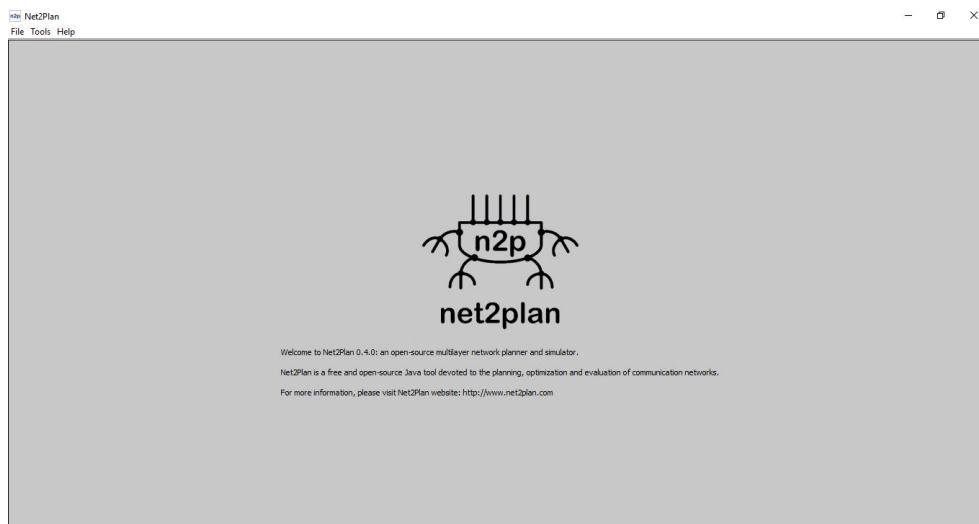 n2p Net2Plan
File Tools Help
n2p
net2plan
Welcome to Net2Plan 0.4.0: an open-source multilayer network planner and simulator.
Net2Plan is a free and open-source Java tool devoted to the planning, optimization and evaluation of communication networks.
For more information, please visit Net2Plan website: http://www.net2plan.com